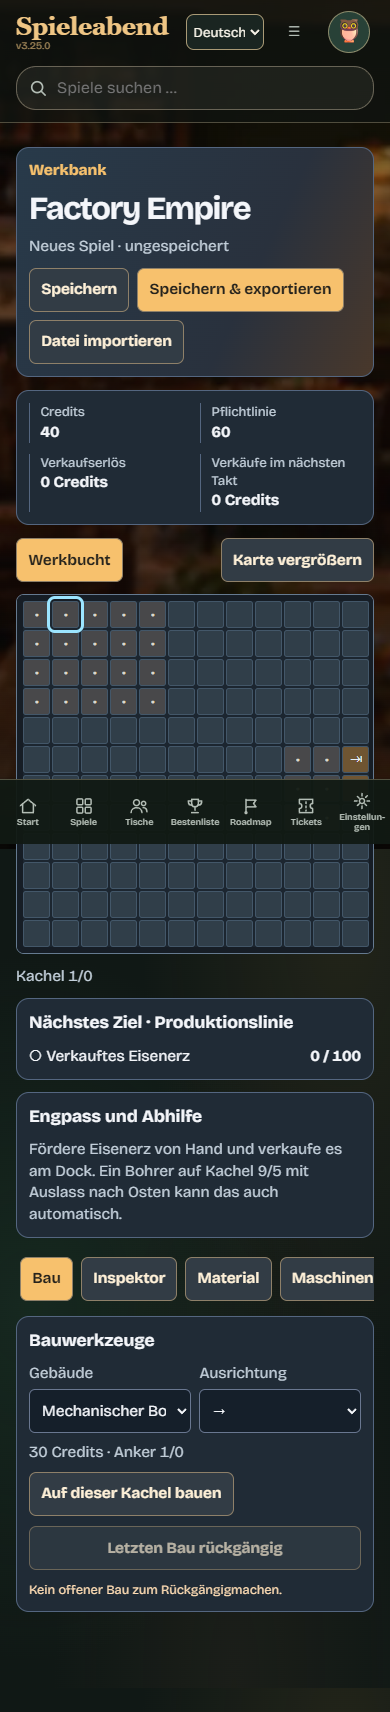 Spieleabend
v3.25.0
Deutsch
Spiele suchen ...
Werkbank
Factory Empire
Neues Spiel · ungespeichert
Speichern
Speichern & exportieren
Datei importieren
Credits
40
Pflichtlinie
60
Verkaufserlös
0 Credits
Verkäufe im nächsten
Takt
0 Credits
Werkbucht
Karte vergrößern
Start
Spiele
Tische
Bestenliste
Roadmap
Tickets
Einstellun-
gen
Kachel 1/0
Nächstes Ziel · Produktionslinie
Verkauftes Eisenerz
0 / 100
Engpass und Abhilfe
Fördere Eisenerz von Hand und verkaufe es
am Dock. Ein Bohrer auf Kachel 9/5 mit
Auslass nach Osten kann das auch
automatisch.
Bau
Inspektor
Material
Maschinen
Bauwerkzeuge
Gebäude
Ausrichtung
Mechanischer Bo
→
30 Credits · Anker 1/0
Auf dieser Kachel bauen
Letzten Bau rückgängig
Kein offener Bau zum Rückgängigmachen.